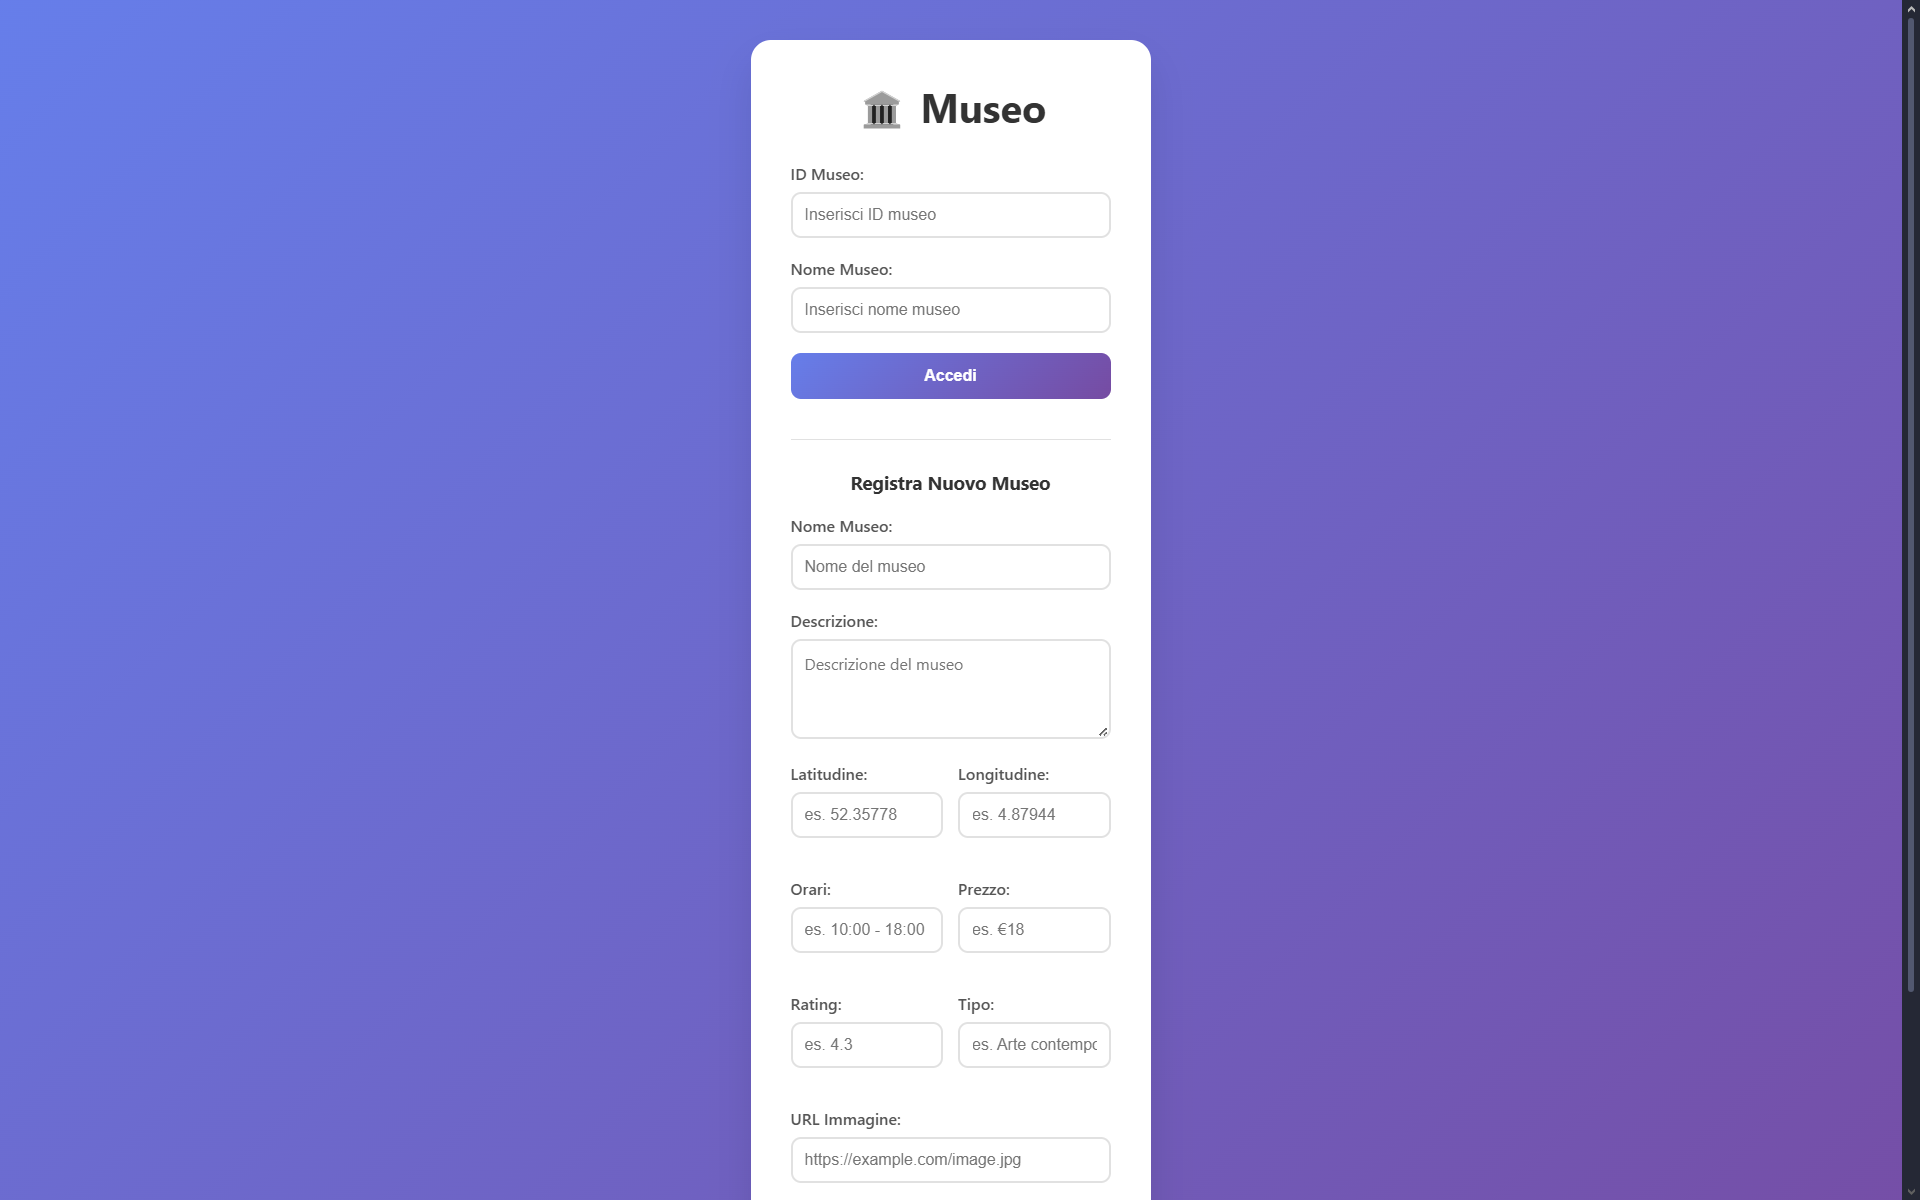 Museo
ID Museo:
Inserisci ID museo
Nome Museo:
Inserisci nome museo
Accedi
Registra Nuovo Museo
Nome Museo:
Nome del museo
Descrizione:
Descrizione del museo
Latitudine: Longitudine:
es. 52.35778 es. 4.87944
Orari: Prezzo:
es. 10:00 - 18:00 es. €18
Rating: Tipo:
es. 4.3 es. Arte contempo
URL Immagine:
https://example.com/image.jpg